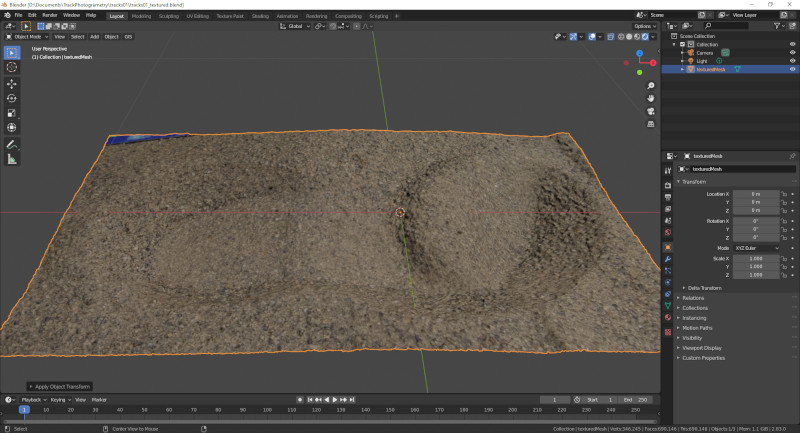 Blender [D:\Documents\TrackPhotogrametry\tracks07\tracks07_textured.blend]
File Edit Render Window Help Layout Modeling Sculpting UV Editing Texture Paint Shading Animation Rendering Compositing Scripting + Scene View Layer
Object Mode View Select Add Object GIS Global
User Perspective
(1) Collection | texturedMesh
Scene Collection
Collection
Camera
Light
texturedMesh
texturedMesh
texturedMesh
Transform
Location X 0 m
Y 0 m
Z 0 m
Rotation X 0°
Y 0°
Z 0°
Mode XYZ Euler
Scale X 1.000
Y 1.000
Z 1.000
Delta Transform
Relations
Collections
Instancing
Motion Paths
Visibility
Viewport Display
Custom Properties
Apply Object Transform
Playback Keying View Marker 1 Start 1 End 250
1 10 20 30 40 50 60 70 80 90 100 110 120 130 140 150 160 170 180 190 200 210 220 230 240 250
Select Center View to Mouse Collection | texturedMesh | Verts:346,245 | Faces:690,146 | Tris:690,146 | Objects:1/3 | Mem: 1.1 GiB | 2.83.0